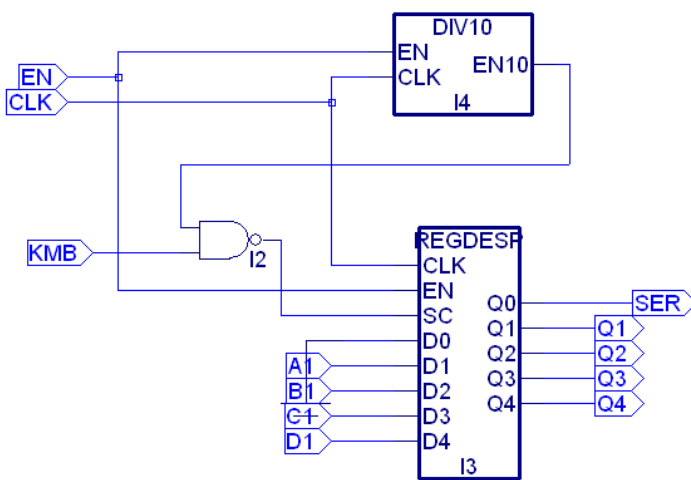 DIV10
EN
EN
EN10
CLK
CLK
I4
KMB
I2
REGDESP
CLK
EN
SC
Q0
SER
D0
Q1
Q1
A1
D1
Q2
Q2
B1
D2
Q3
Q3
C1
D3
Q4
Q4
D1
D4
I3